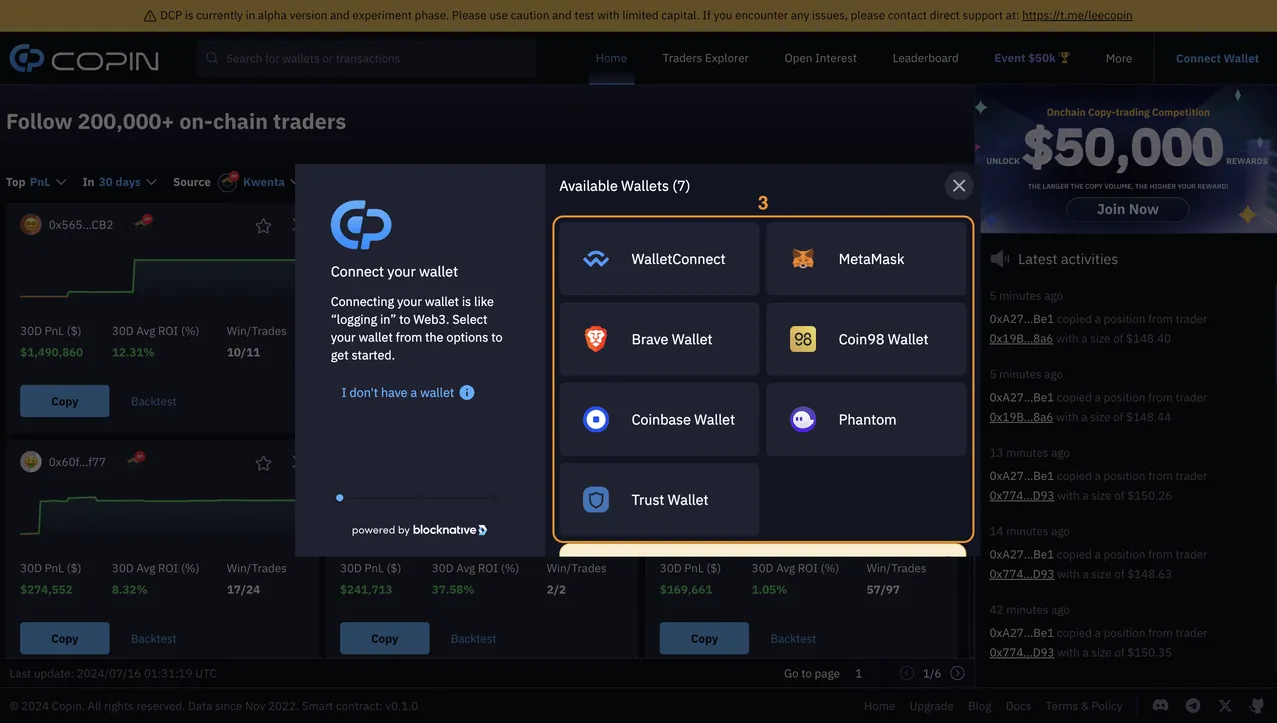 DCP is currently in alpha version and experiment phase. Please use caution and test with limited capital. If you encounter any issues, please contact direct support at: https://t.me/leecopin
COPIN
Search for wallets or transactions
Home
Traders Explorer
Open Interest
Leaderboard
Event $50k
More
Connect Wallet
Follow 200,000+ on-chain traders
Top PnL
In 30 days
Source
Kwenta
Onchain Copy-trading Competition
UNLOCK $50,000 REWARDS
THE LARGER THE COPY VOLUME, THE HIGHER YOUR REWARD!
Join Now
0x565...CB2
30D PnL ($) 30D Avg ROI (%) Win/Trades
$1,490,860 12.31% 10/11
Copy Backtest
0x60f...f77
30D PnL ($) 30D Avg ROI (%) Win/Trades
$274,552 8.32% 17/24
Copy Backtest
30D PnL ($) 30D Avg ROI (%) Win/Trades
$241,713 37.58% 2/2
Copy Backtest
30D PnL ($) 30D Avg ROI (%) Win/Trades
$169,661 1.05% 57/97
Copy Backtest
Connect your wallet
Connecting your wallet is like
“logging in” to Web3. Select
your wallet from the options to
get started.
I don't have a wallet i
powered by blocknative
Available Wallets (7)
3
WalletConnect
MetaMask
Brave Wallet
98
Coin98 Wallet
Coinbase Wallet
Phantom
Trust Wallet
Latest activities
5 minutes ago
0xA27...Be1 copied a position from trader
0x19B...8a6 with a size of $148.40
5 minutes ago
0xA27...Be1 copied a position from trader
0x19B...8a6 with a size of $148.44
13 minutes ago
0xA27...Be1 copied a position from trader
0x774...D93 with a size of $150.26
14 minutes ago
0xA27...Be1 copied a position from trader
0x774...D93 with a size of $148.63
42 minutes ago
0xA27...Be1 copied a position from trader
0x774...D93 with a size of $150.35
Last update: 2024/07/16 01:31:19 UTC
Go to page 1
1/6
© 2024 Copin. All rights reserved. Data since Nov 2022. Smart contract: v0.1.0
Home
Upgrade
Blog
Docs
Terms & Policy